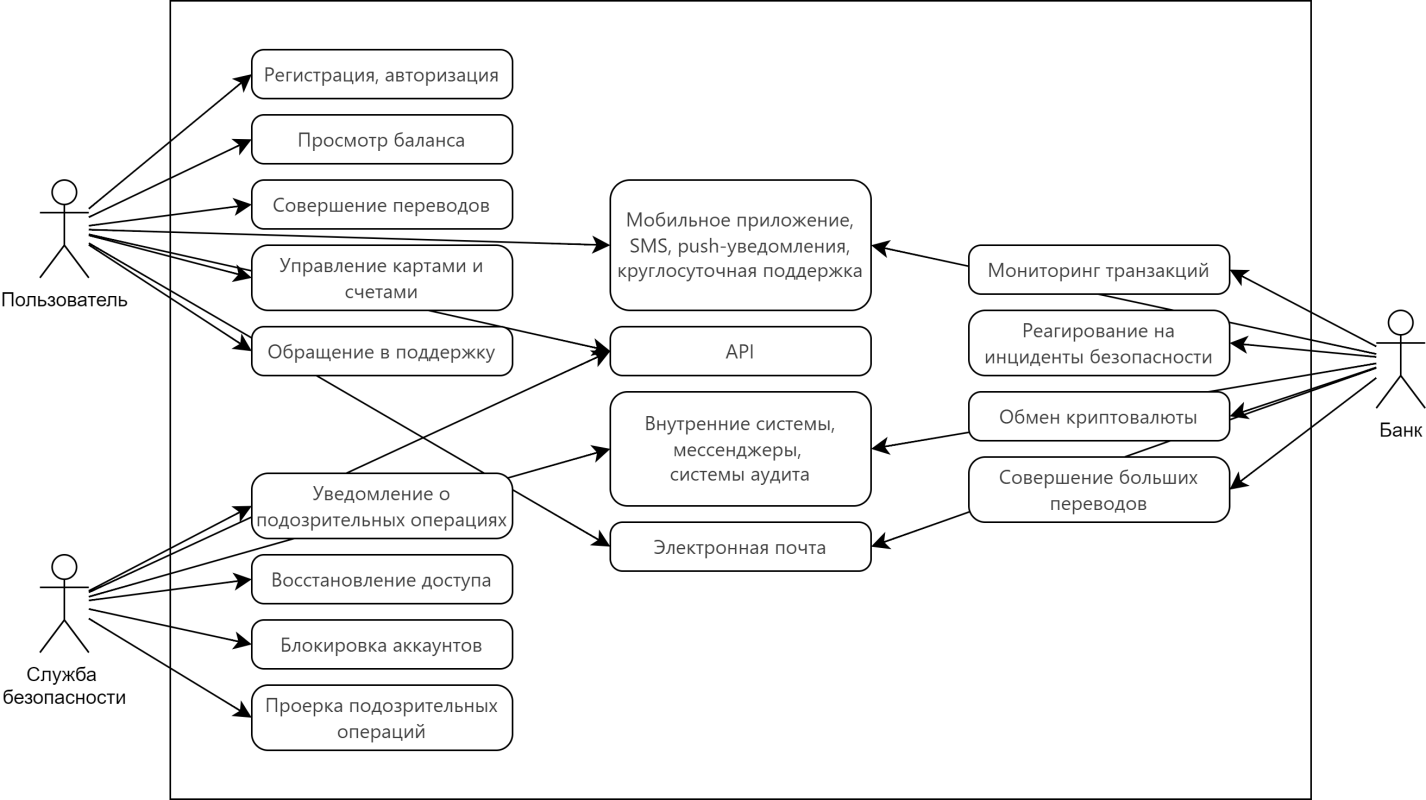 Регистрация, авторизация
Просмотр баланса
Совершение переводов
Управление картами и
счетами
Обращение в поддержку
Пользователь
Мобильное приложение,
SMS, push-уведомления,
круглосуточная поддержка
API
Внутренние системы,
мессенджеры,
системы аудита
Электронная почта
Мониторинг транзакций
Реагирование на
инциденты безопасности
Обмен криптовалюты
Совершение больших
переводов
Банк
Уведомление о
подозрительных операциях
Восстановление доступа
Блокировка аккаунтов
Проерка подозрительных
операций
Служба
безопасности